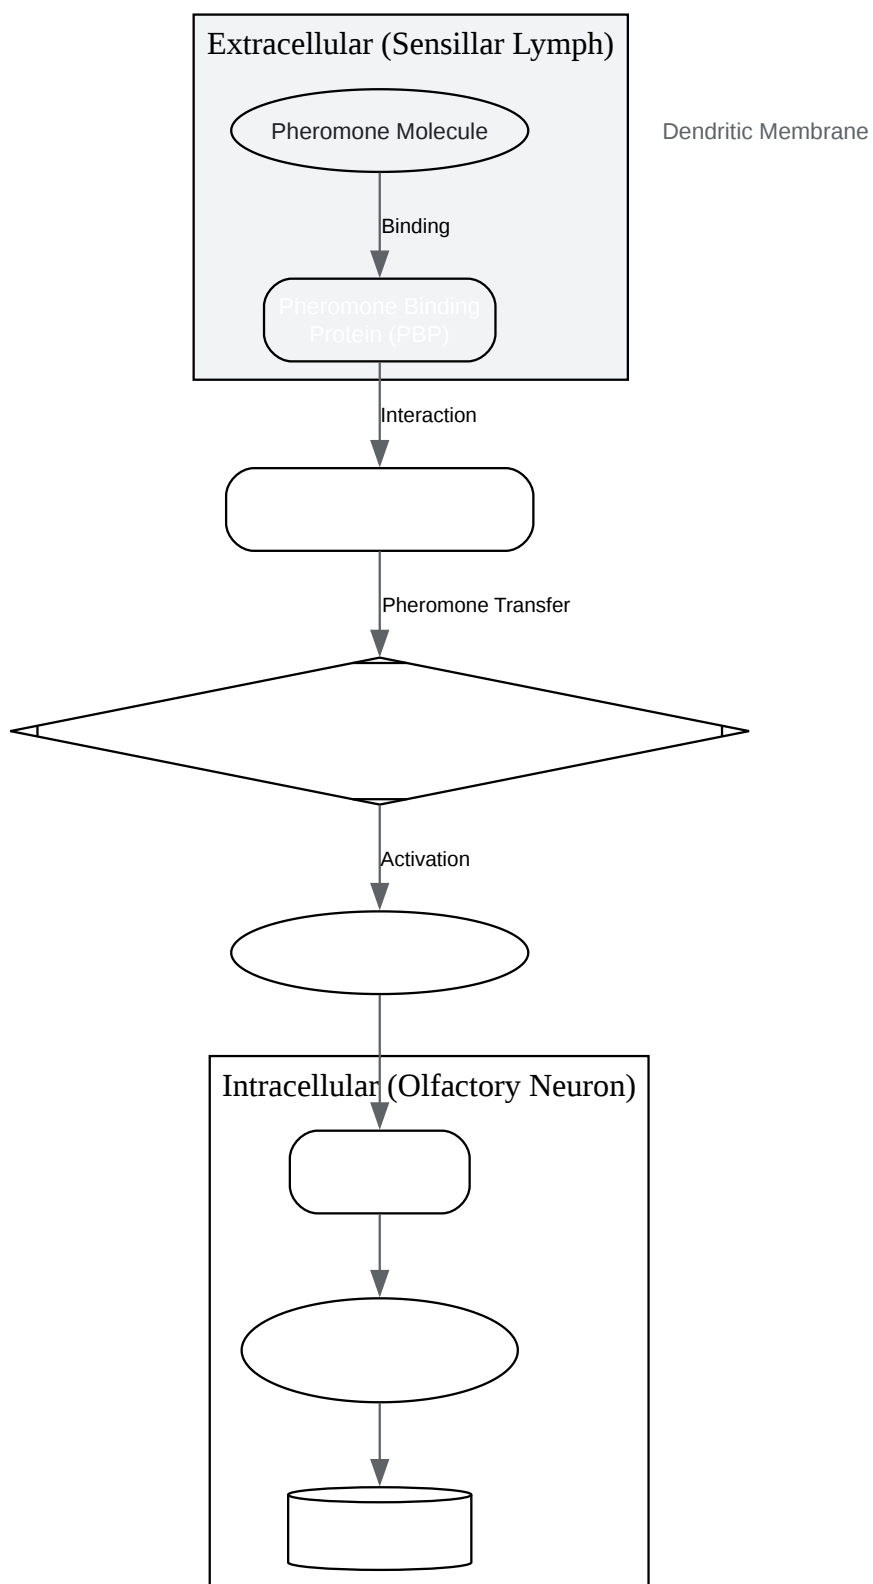 Extracellular (Sensillar Lymph)
Pheromone Molecule
Dendritic Membrane
Binding
Pheromone Binding
Protein (PBP)
Interaction
Pheromone Transfer
Activation
Intracellular (Olfactory Neuron)